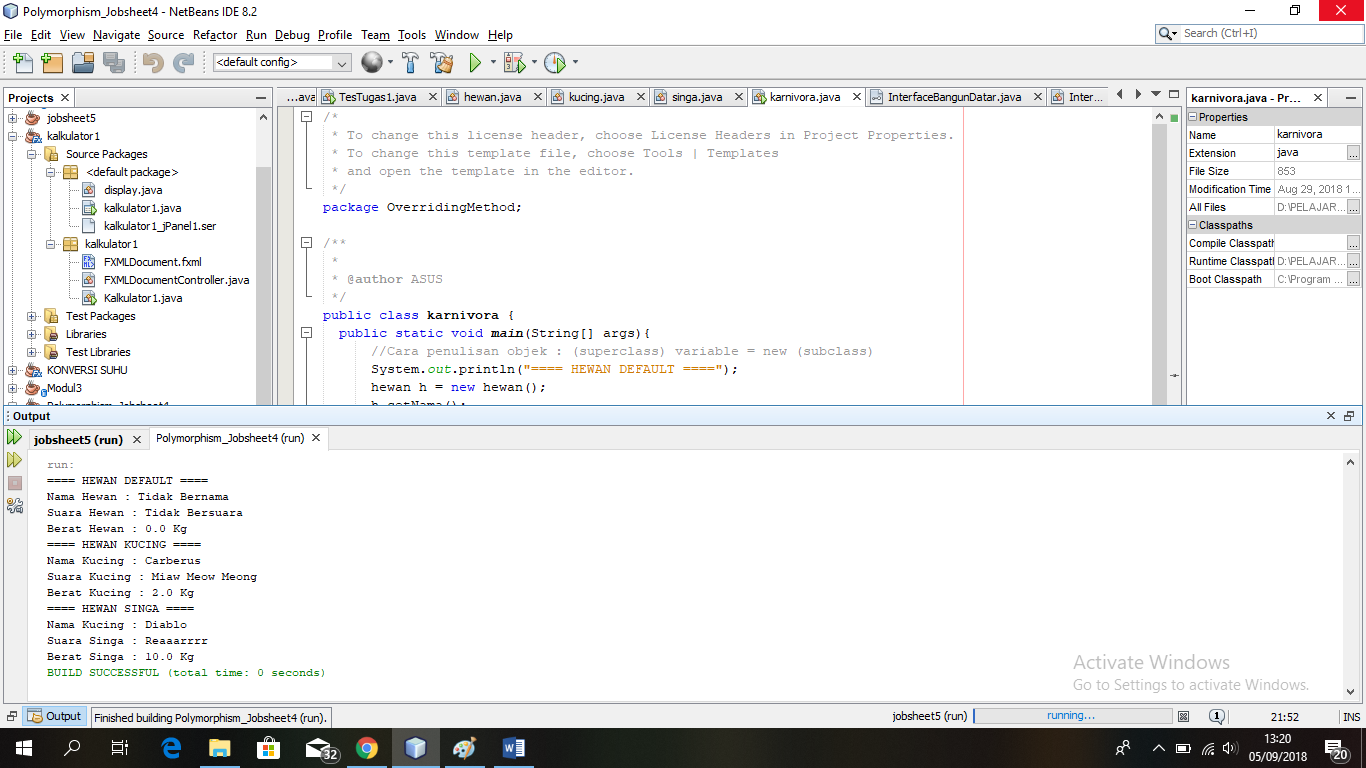 Polymorphism_Jobsheet4 - NetBeans IDE 8.2
File Edit View Navigate Source Refactor Run Debug Profile Team Tools Window Help
Search (Ctrl+I)
<default config>
Projects
jobsheet5
kalkulator1
Source Packages
<default package>
display.java
kalkulator1.java
kalkulator1_jPanel1.ser
kalkulator1
FXMLDocument.fxml
FXMLDocumentController.java
Kalkulator1.java
Test Packages
Libraries
Test Libraries
KONVERSI SUHU
Modul3
Polymorphism_Jobsheet4
...ava TesTugas1.java hewan.java kucing.java singa.java karnivora.java InterfaceBangunDatar.java Inter...
/*
* To change this license header, choose License Headers in Project Properties.
* To change this template file, choose Tools | Templates
* and open the template in the editor.
*/
package OverridingMethod;
/**
*
* @author ASUS
*/
public class karnivora {
public static void main(String[] args){
//Cara penulisan objek : (superclass) variable = new (subclass)
System.out.println("==== HEWAN DEFAULT ====");
hewan h = new hewan();
h.getNama();
karnivora.java - Pr...
Properties
Name karnivora
Extension java ...
File Size 853
Modification Time Aug 29, 2018 1...
All Files D:\PELAJAR... ...
Classpaths
Compile Classpath ...
Runtime Classpath D:\PELAJAR... ...
Boot Classpath C:\Program ... ...
Output
jobsheet5 (run) Polymorphism_Jobsheet4 (run)
run:
==== HEWAN DEFAULT ====
Nama Hewan : Tidak Bernama
Suara Hewan : Tidak Bersuara
Berat Hewan : 0.0 Kg
==== HEWAN KUCING ====
Nama Kucing : Carberus
Suara Kucing : Miaw Meow Meong
Berat Kucing : 2.0 Kg
==== HEWAN SINGA ====
Nama Kucing : Diablo
Suara Singa : Reaaarrrr
Berat Singa : 10.0 Kg
BUILD SUCCESSFUL (total time: 0 seconds)
Activate Windows
Go to Settings to activate Windows.
Output
Finished building Polymorphism_Jobsheet4 (run).
jobsheet5 (run) running... 1 21:52 INS
32
13:20
05/09/2018
20